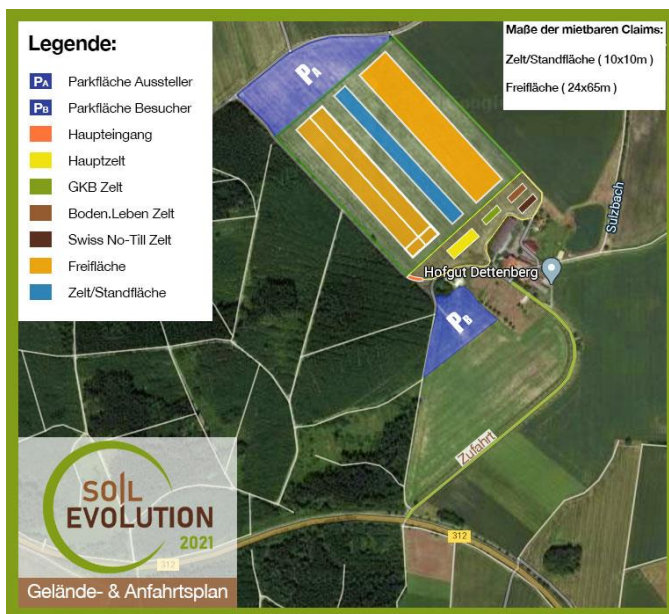 Legende:
PA Parkfläche Aussteller
PB Parkfläche Besucher
Haupteingang
Hauptzelt
GKB Zelt
Boden.Leben Zelt
Swiss No-Till Zelt
Freifläche
Zelt/Standfläche
Maße der mietbaren Claims:
Zelt/Standfläche ( 10x10m )
Freifläche ( 24x65m )
PA
Sulzbach
Hofgut Dettenberg
PB
Zufahrt
312
312
SOIL
EVOLUTION
2021
Gelände- & Anfahrtsplan